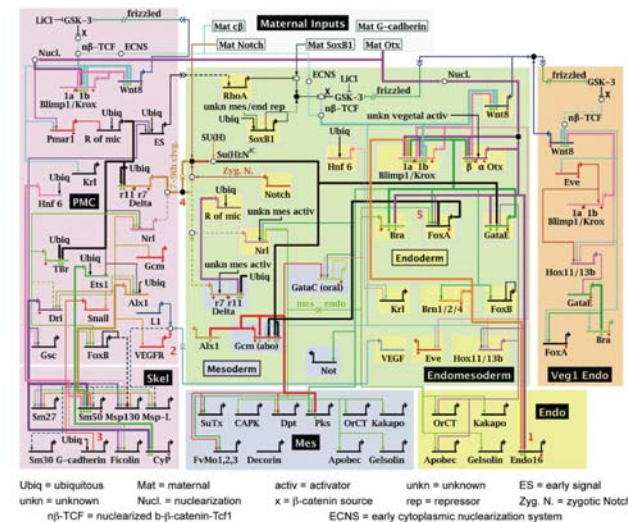 Maternal Inputs
LiCl GSK-3 frizzled
Mat cβ Mat G-cadherin
Mat Notch Mat SoxB1 Mat Otx
x
nβ-TCF ECNS
Nucl.
1a 1b Wnt8
Blimp1/Krox
Ubiq
Pmar1 R of mic ES
Krl
Ubiq
r11 r7
Delta
Hnf 6
PMC
Nrl
Gcm
Ubiq
TBr
Ubiq
Ets1
Alx1
L1
Dri Snail
Gsc FoxB VEGFR
2
7-9th clvg.
4
RhoA
ECNS
LiCl
x GSK-3 frizzled
nβ-TCF
Nucl.
unkn mes/end rep
Ubiq
SoxB1
unkn vegetal activ
Wnt8
SU(H)
Su(H):N
Zyg. N.
Notch
Ubiq
Hnf 6
1a 1b
Blimp1/Krox
β α Otx
Ubiq
R of mic
unkn mes activ
Nrl
unkn mes activ
Ubiq
r7 r11
Delta
5
Bra FoxA GataE
Endoderm
GataC (oral)
mes endo
Krl Brn1/2/4 FoxB
Alx1 Gcm (abo)
Not
VEGF Eve Hox11/13b
Mesoderm
Endomesoderm
frizzled
GSK-3
x
nβ-TCF
Wnt8
Eve
1a 1b
Blimp1/Krox
Hox11/13b
GataE
FoxA
Bra
Veg1 Endo
Skel
Sm27 Sm50 Msp130 Msp-L
Ubiq 3
Sm30 G-cadherin Ficolin CyP
SuTx CAPK Dpt Pks OrCT Kakapo
Mes
FvMo1,2,3 Decorin Apobec Gelsolin
Endo
OrCT Kakapo
1
Apobec Gelsolin Endo16
Ubiq = ubiquitous Mat = maternal activ = activator unkn = unknown ES = early signal
unkn = unknown Nucl. = nuclearization x = β-catenin source rep = repressor Zyg. N. = zygotic Notch
nβ-TCF = nuclearized b-β-catenin-Tcf1 ECNS = early cytoplasmic nuclearization system